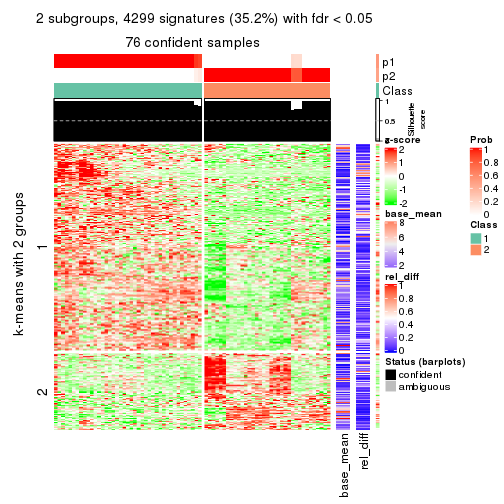 2 subgroups, 4299 signatures (35.2%) with fdr < 0.05
76 confident samples
p1
p2
Class
1
0.5
0
Silhouette
score
k-means with 2 groups
1
2
base_mean
rel_diff
z-score
2
1
0
-1
-2
base_mean
8
6
4
2
rel_diff
1
0.8
0.6
0.4
0.2
0
Status (barplots)
confident
ambiguous
Prob
1
0.8
0.6
0.4
0.2
0
Class
1
2